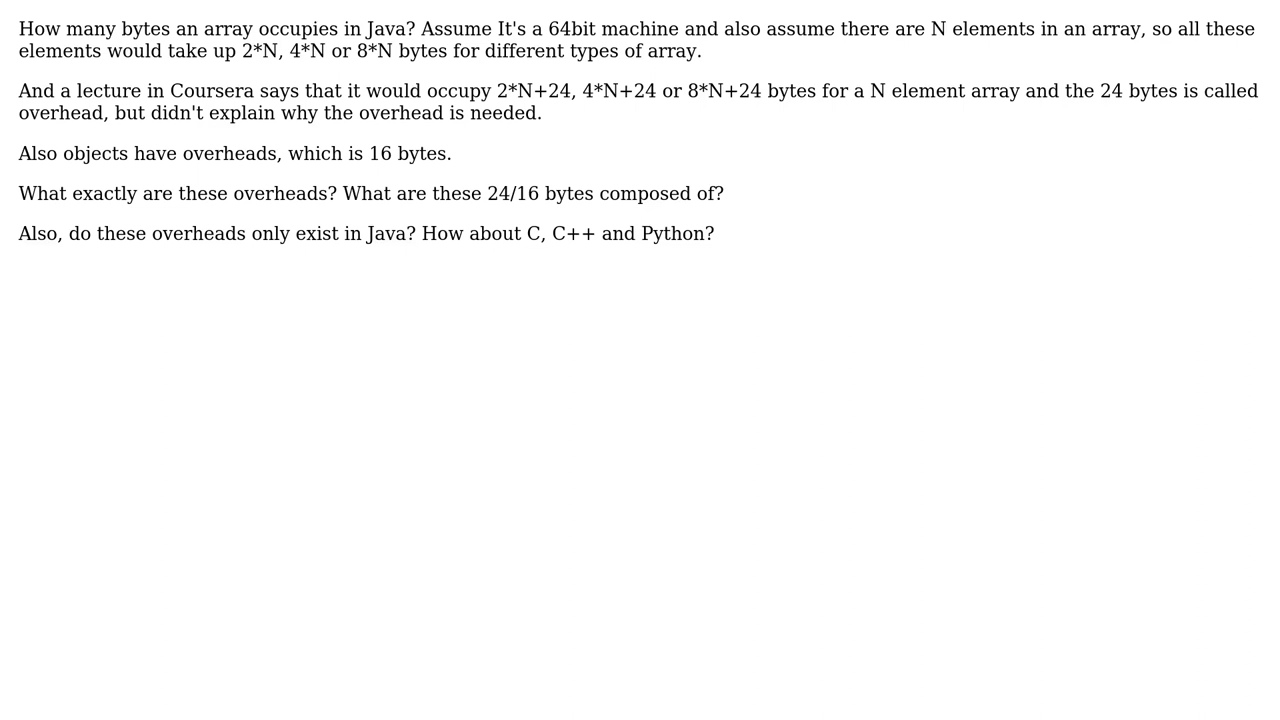 How many bytes an array occupies in Java? Assume It's a 64bit machine and also assume there are N elements in an array, so all these
elements would take up 2*N, 4*N or 8*N bytes for different types of array.
And a lecture in Coursera says that it would occupy 2*N+24, 4*N+24 or 8*N+24 bytes for a N element array and the 24 bytes is called
overhead, but didn't explain why the overhead is needed.
Also objects have overheads, which is 16 bytes.
What exactly are these overheads? What are these 24/16 bytes composed of?
Also, do these overheads only exist in Java? How about C, C++ and Python?